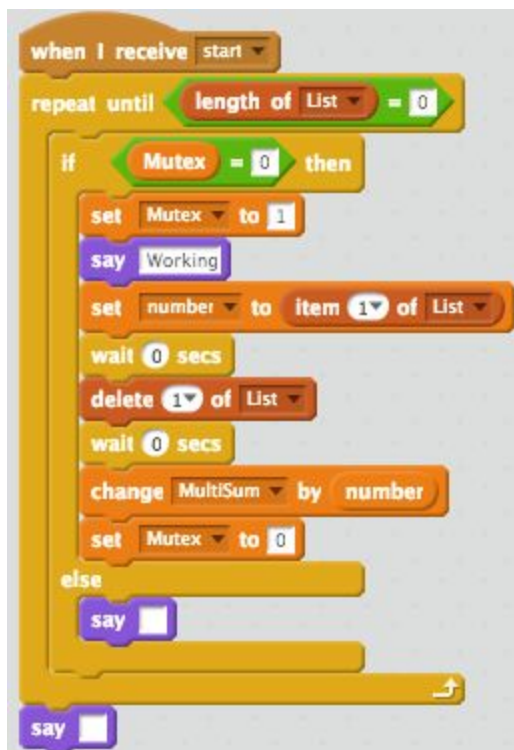 when I receive start
repeat until length of List = 0
if Mutex = 0 then
set Mutex to 1
say Working
set number to item 1 of List
wait 0 secs
delete 1 of List
wait 0 secs
change MultiSum by number
set Mutex to 0
else
say
say